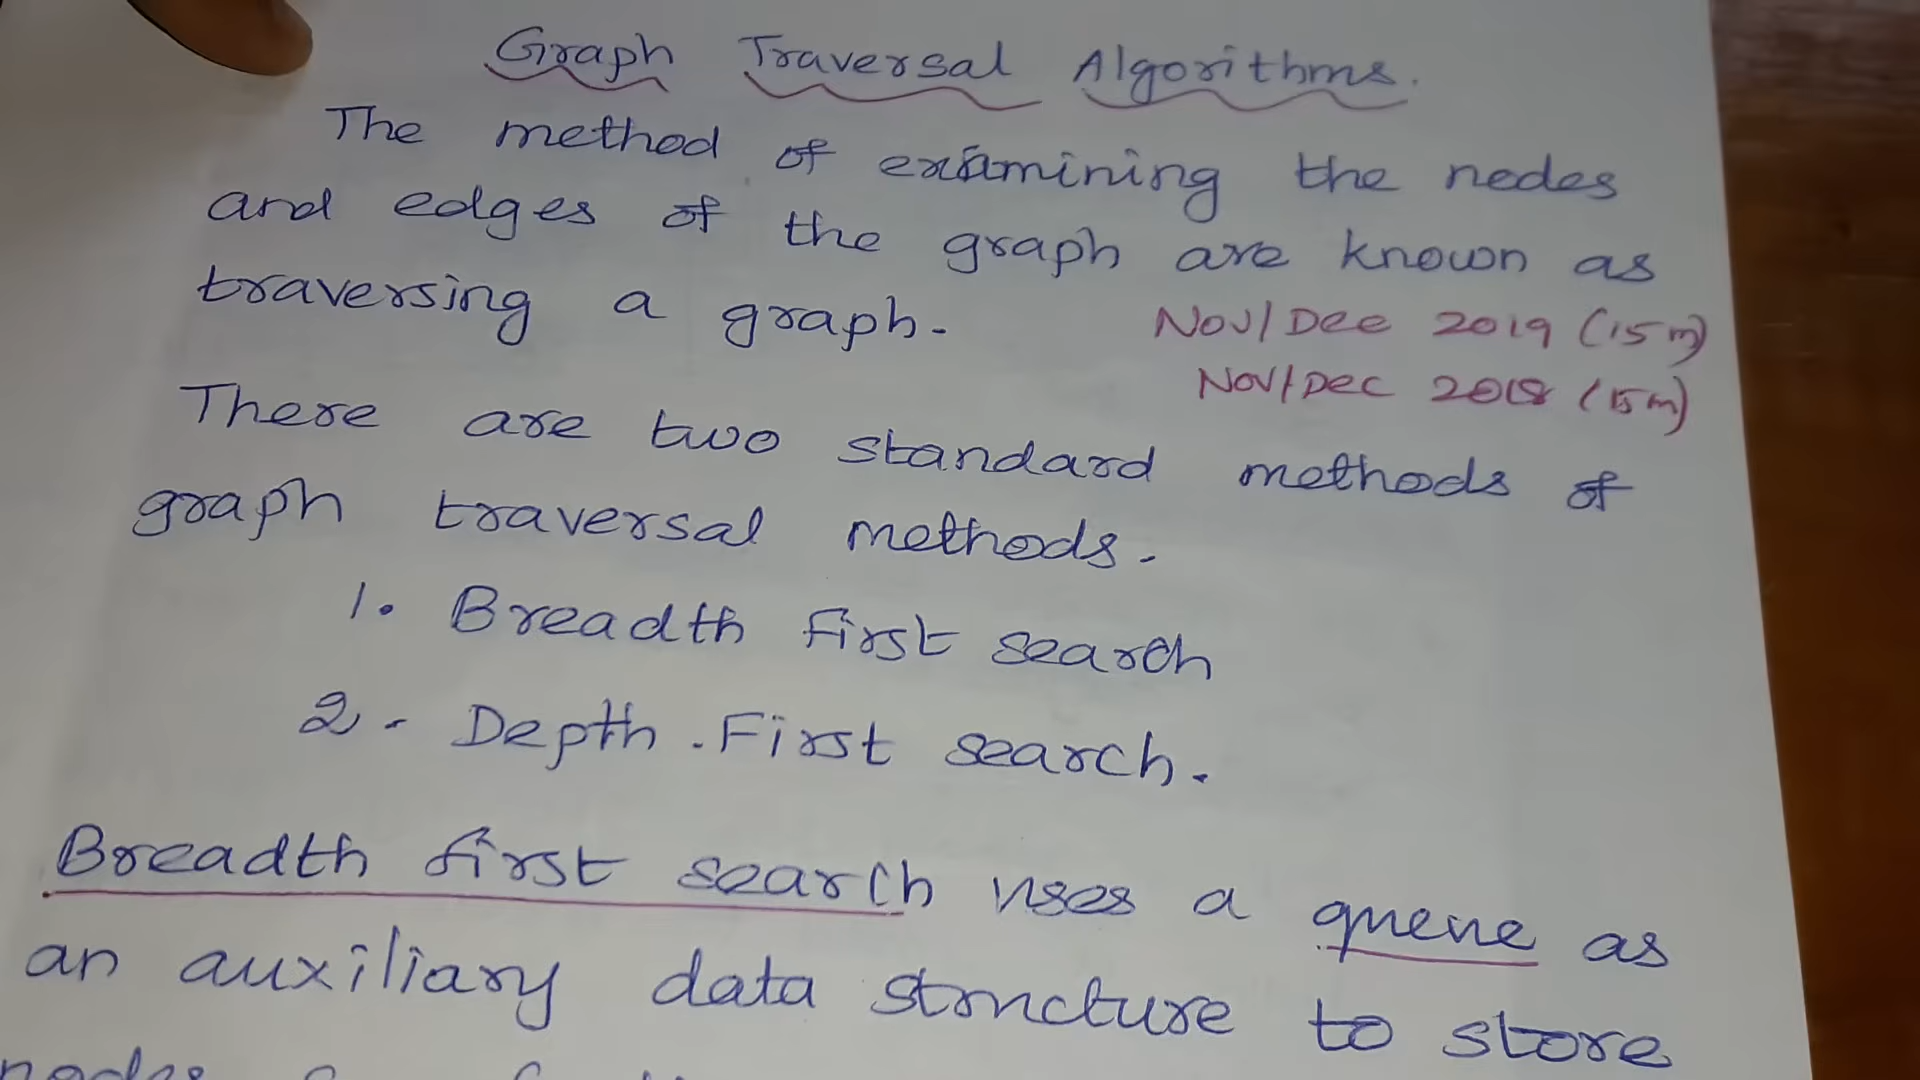 Graph Traversal Algorithms.
The method of examining the nodes
and edges of the graph are known as
traversing a graph.
Nov/Dec 2019 (15m)
Nov/Dec 2018 (15m)
There are two standard methods of
graph traversal methods.
1. Breadth first search
2. Depth.First search.
Breadth first search uses a queue as
an auxiliary data structure to store
nodes